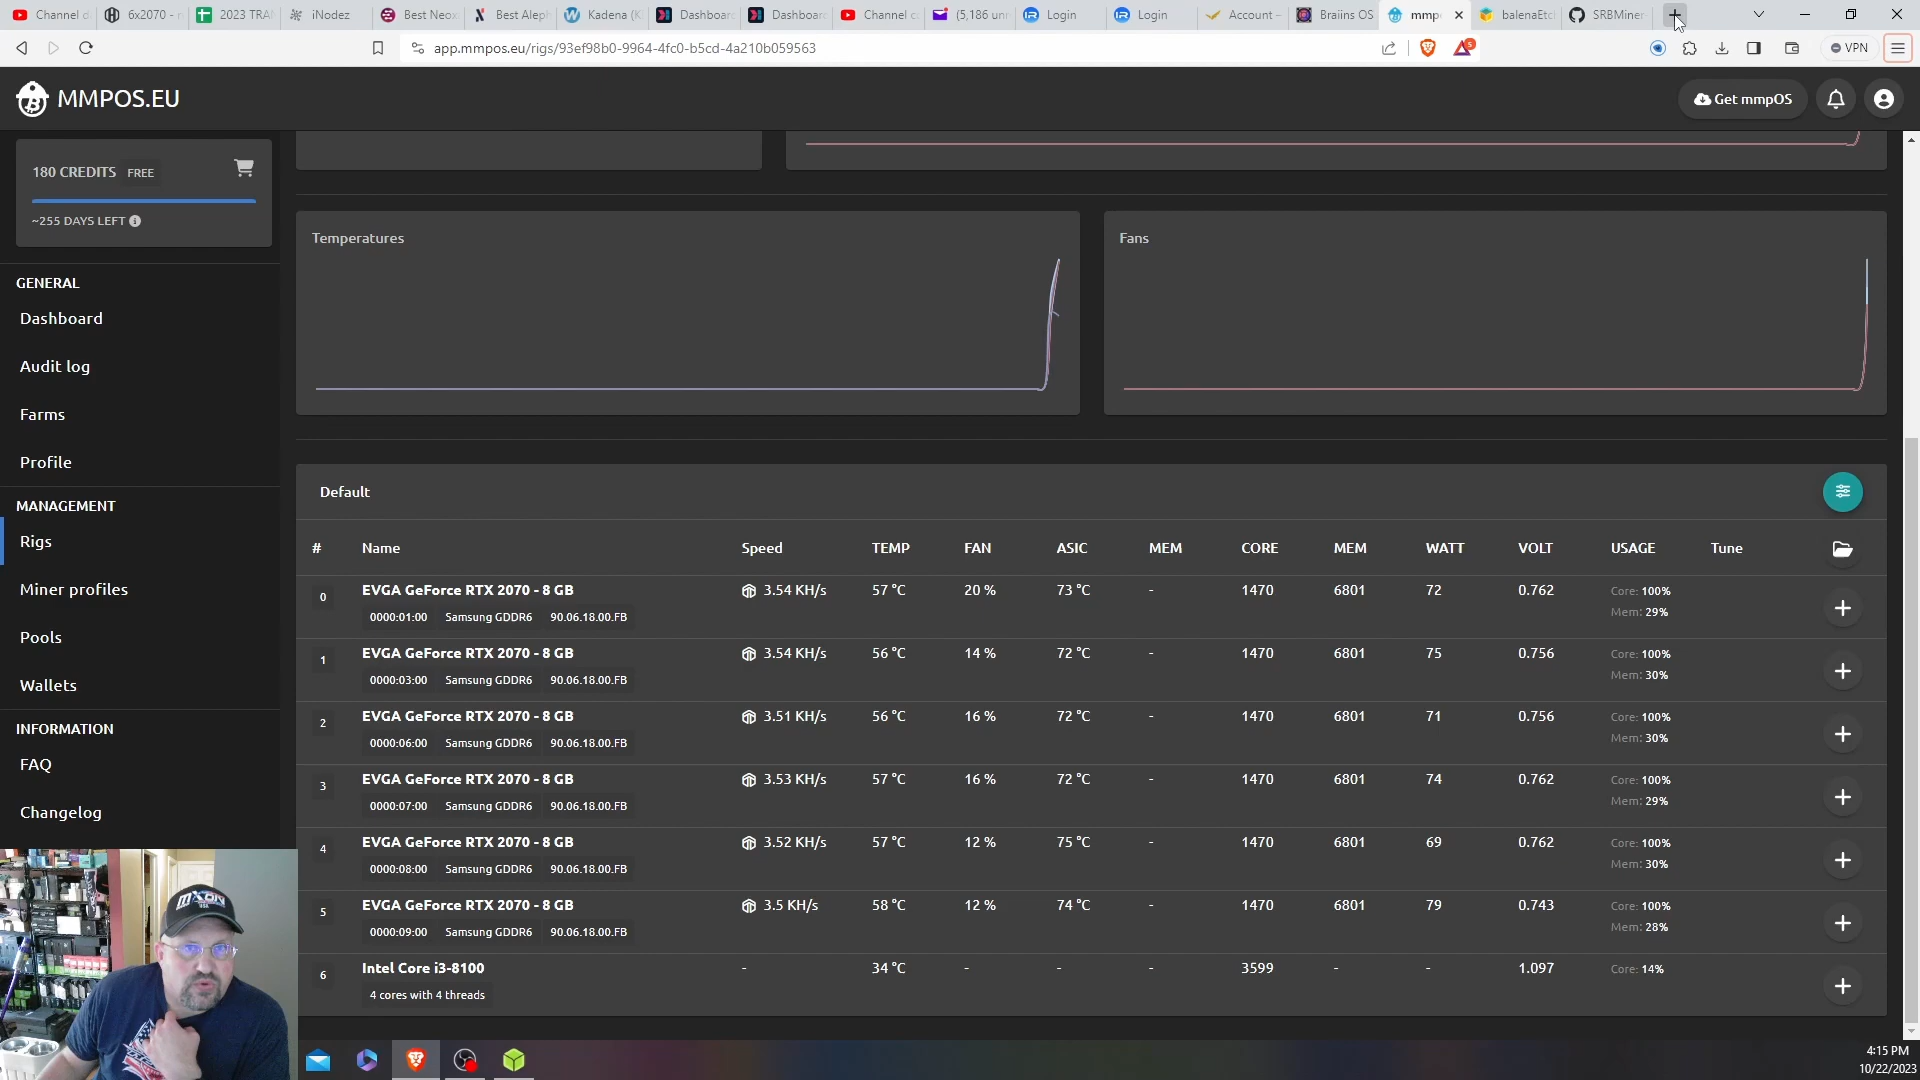 Channel d
6x2070 - r
2023 TRA
iNodez
Best Neox
Best Aleph
Kadena (K
Dashboar
Dashboar
Channel c
(5,186 unr
Login
Login
Account –
Braiins OS
mmp
balenaEtc
SRBMiner
app.mmpos.eu/rigs/93ef98b0-9964-4fc0-b5cd-4a210b059563
5
VPN
MMPOS.EU
Get mmpOS
180 CREDITS FREE
~255 DAYS LEFT
GENERAL
Dashboard
Audit log
Farms
Profile
MANAGEMENT
Rigs
Miner profiles
Pools
Wallets
INFORMATION
FAQ
Changelog
Temperatures
Fans
Default
# Name Speed TEMP FAN ASIC MEM CORE MEM WATT VOLT USAGE Tune
0 EVGA GeForce RTX 2070 - 8 GB 3.54 KH/s 57 °C 20 % 73 °C - 1470 6801 72 0.762 Core: 100%
0000:01:00 Samsung GDDR6 90.06.18.00.FB Mem: 29%
1 EVGA GeForce RTX 2070 - 8 GB 3.54 KH/s 56 °C 14 % 72 °C - 1470 6801 75 0.756 Core: 100%
0000:03:00 Samsung GDDR6 90.06.18.00.FB Mem: 30%
2 EVGA GeForce RTX 2070 - 8 GB 3.51 KH/s 56 °C 16 % 72 °C - 1470 6801 71 0.756 Core: 100%
0000:06:00 Samsung GDDR6 90.06.18.00.FB Mem: 30%
3 EVGA GeForce RTX 2070 - 8 GB 3.53 KH/s 57 °C 16 % 72 °C - 1470 6801 74 0.762 Core: 100%
0000:07:00 Samsung GDDR6 90.06.18.00.FB Mem: 29%
4 EVGA GeForce RTX 2070 - 8 GB 3.52 KH/s 57 °C 12 % 75 °C - 1470 6801 69 0.762 Core: 100%
0000:08:00 Samsung GDDR6 90.06.18.00.FB Mem: 30%
5 EVGA GeForce RTX 2070 - 8 GB 3.5 KH/s 58 °C 12 % 74 °C - 1470 6801 79 0.743 Core: 100%
0000:09:00 Samsung GDDR6 90.06.18.00.FB Mem: 28%
6 Intel Core i3-8100 - 34 °C - - - 3599 - - 1.097 Core: 14%
4 cores with 4 threads
4:15 PM
10/22/2023